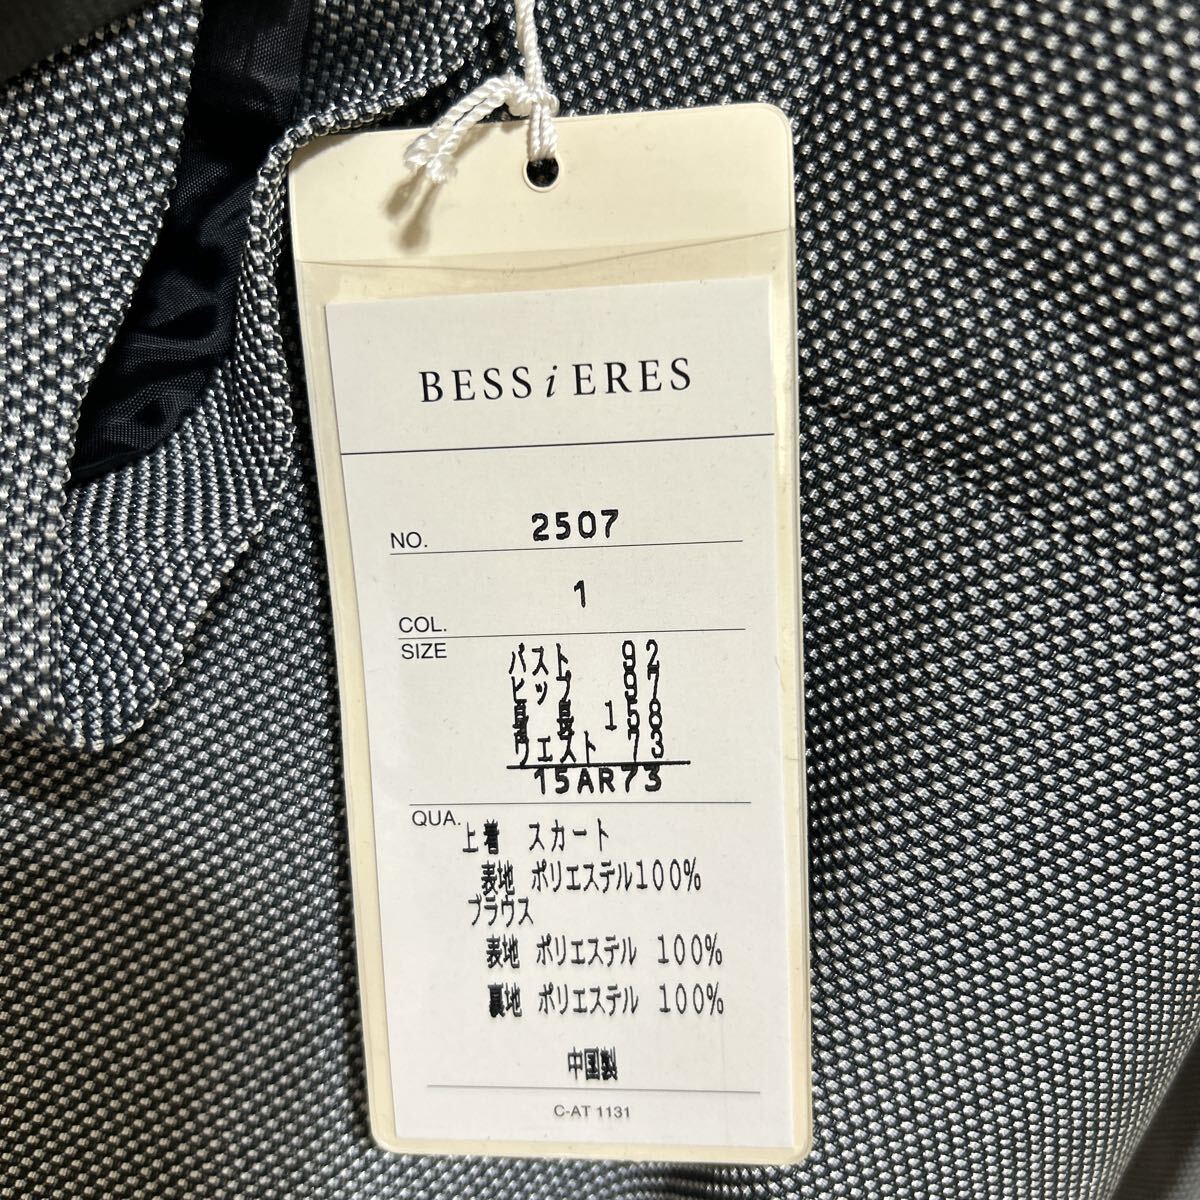 BESSiERES
NO. 2507
COL. 1
SIZE バスト 92
ヒップ 97
身長 158
ウエスト 73
15AR73
QUA. 上着 スカート
表地 ポリエステル100%
ブラウス
表地 ポリエステル 100%
裏地 ポリエステル 100%
中国製
C-AT 1131